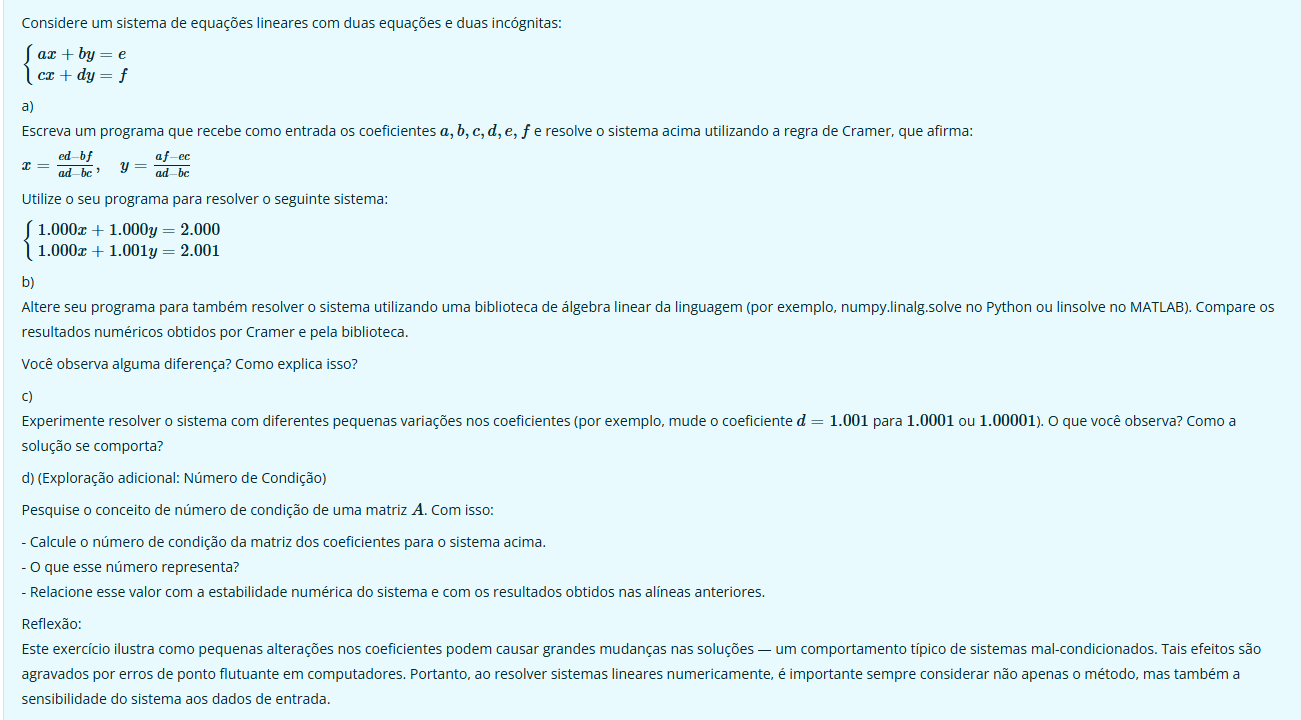 Considere um sistema de equações lineares com duas equações e duas incógnitas:
ax + by = e
cx + dy = f
a)
Escreva um programa que recebe como entrada os coeficientes a, b, c, d, e, f e resolve o sistema acima utilizando a regra de Cramer, que afirma:
x = (ed−bf)/(ad−bc), y = (af−ec)/(ad−bc)
Utilize o seu programa para resolver o seguinte sistema:
1.000x + 1.000y = 2.000
1.000x + 1.001y = 2.001
b)
Altere seu programa para também resolver o sistema utilizando uma biblioteca de álgebra linear da linguagem (por exemplo, numpy.linalg.solve no Python ou linsolve no MATLAB). Compare os
resultados numéricos obtidos por Cramer e pela biblioteca.
Você observa alguma diferença? Como explica isso?
c)
Experimente resolver o sistema com diferentes pequenas variações nos coeficientes (por exemplo, mude o coeficiente d = 1.001 para 1.0001 ou 1.00001). O que você observa? Como a
solução se comporta?
d) (Exploração adicional: Número de Condição)
Pesquise o conceito de número de condição de uma matriz A. Com isso:
- Calcule o número de condição da matriz dos coeficientes para o sistema acima.
- O que esse número representa?
- Relacione esse valor com a estabilidade numérica do sistema e com os resultados obtidos nas alíneas anteriores.
Reflexão:
Este exercício ilustra como pequenas alterações nos coeficientes podem causar grandes mudanças nas soluções — um comportamento típico de sistemas mal-condicionados. Tais efeitos são
agravados por erros de ponto flutuante em computadores. Portanto, ao resolver sistemas lineares numericamente, é importante sempre considerar não apenas o método, mas também a
sensibilidade do sistema aos dados de entrada.